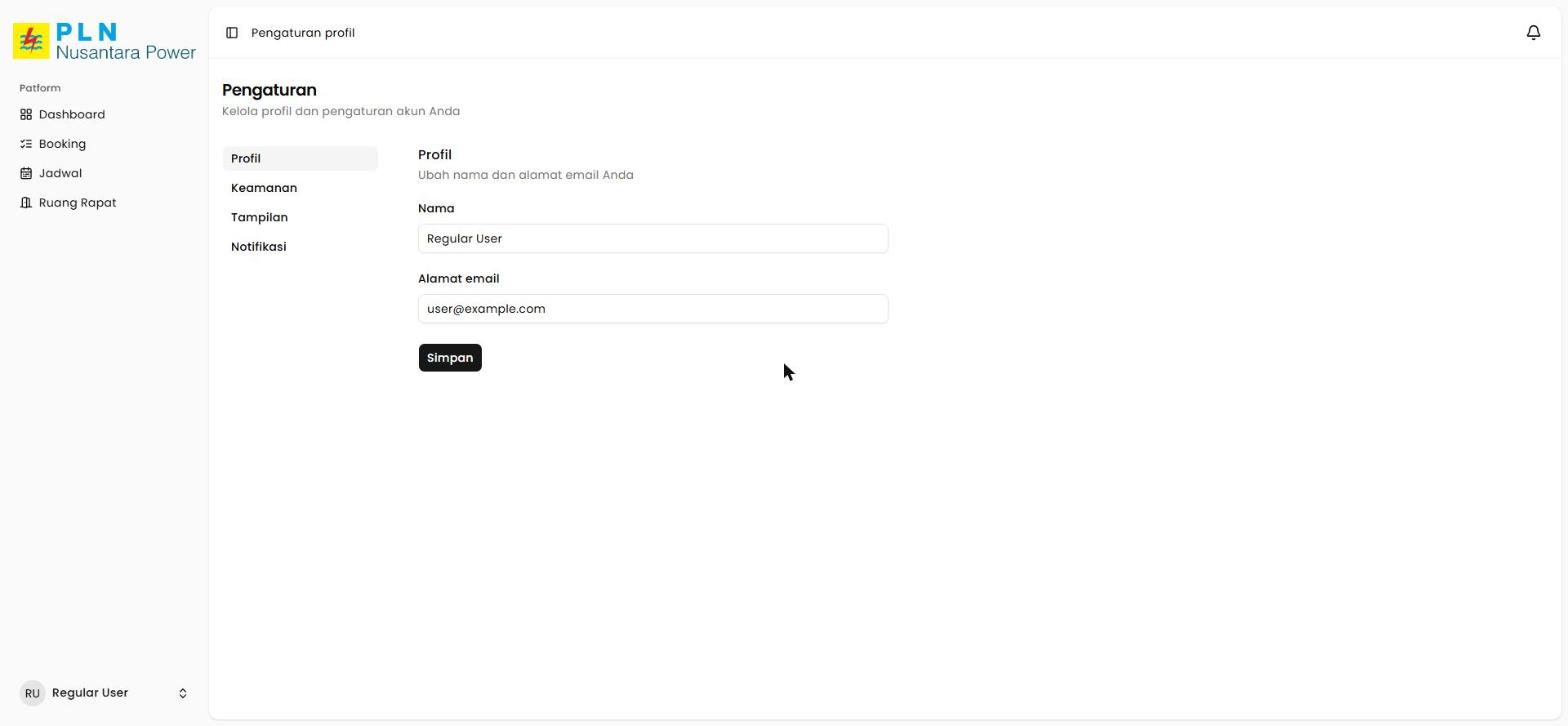 PLN
Nusantara Power
Patform
Dashboard
Booking
Jadwal
Ruang Rapat
RU Regular User
Pengaturan profil
Pengaturan
Kelola profil dan pengaturan akun Anda
Profil
Keamanan
Tampilan
Notifikasi
Profil
Ubah nama dan alamat email Anda
Nama
Regular User
Alamat email
user@example.com
Simpan